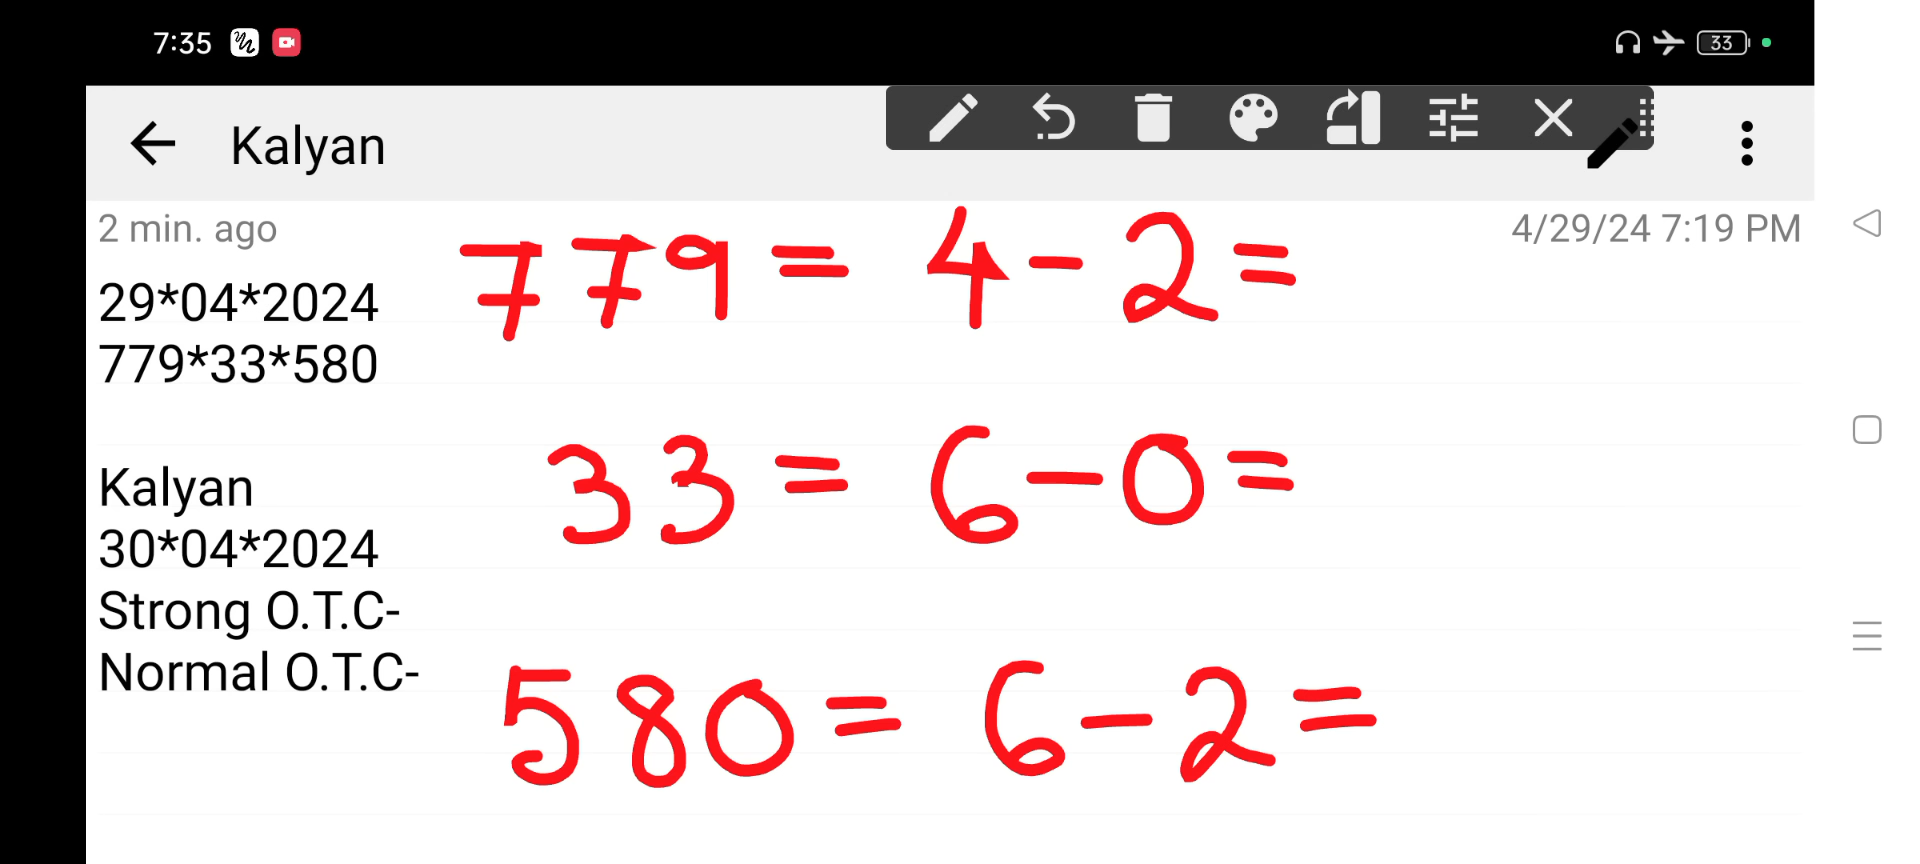 7:35
33
Kalyan
2 min. ago
4/29/24 7:19 PM
29*04*2024
779*33*580
779=4-2=
33=6-0=
Kalyan
30*04*2024
Strong O.T.C-
Normal O.T.C-
580=6-2=